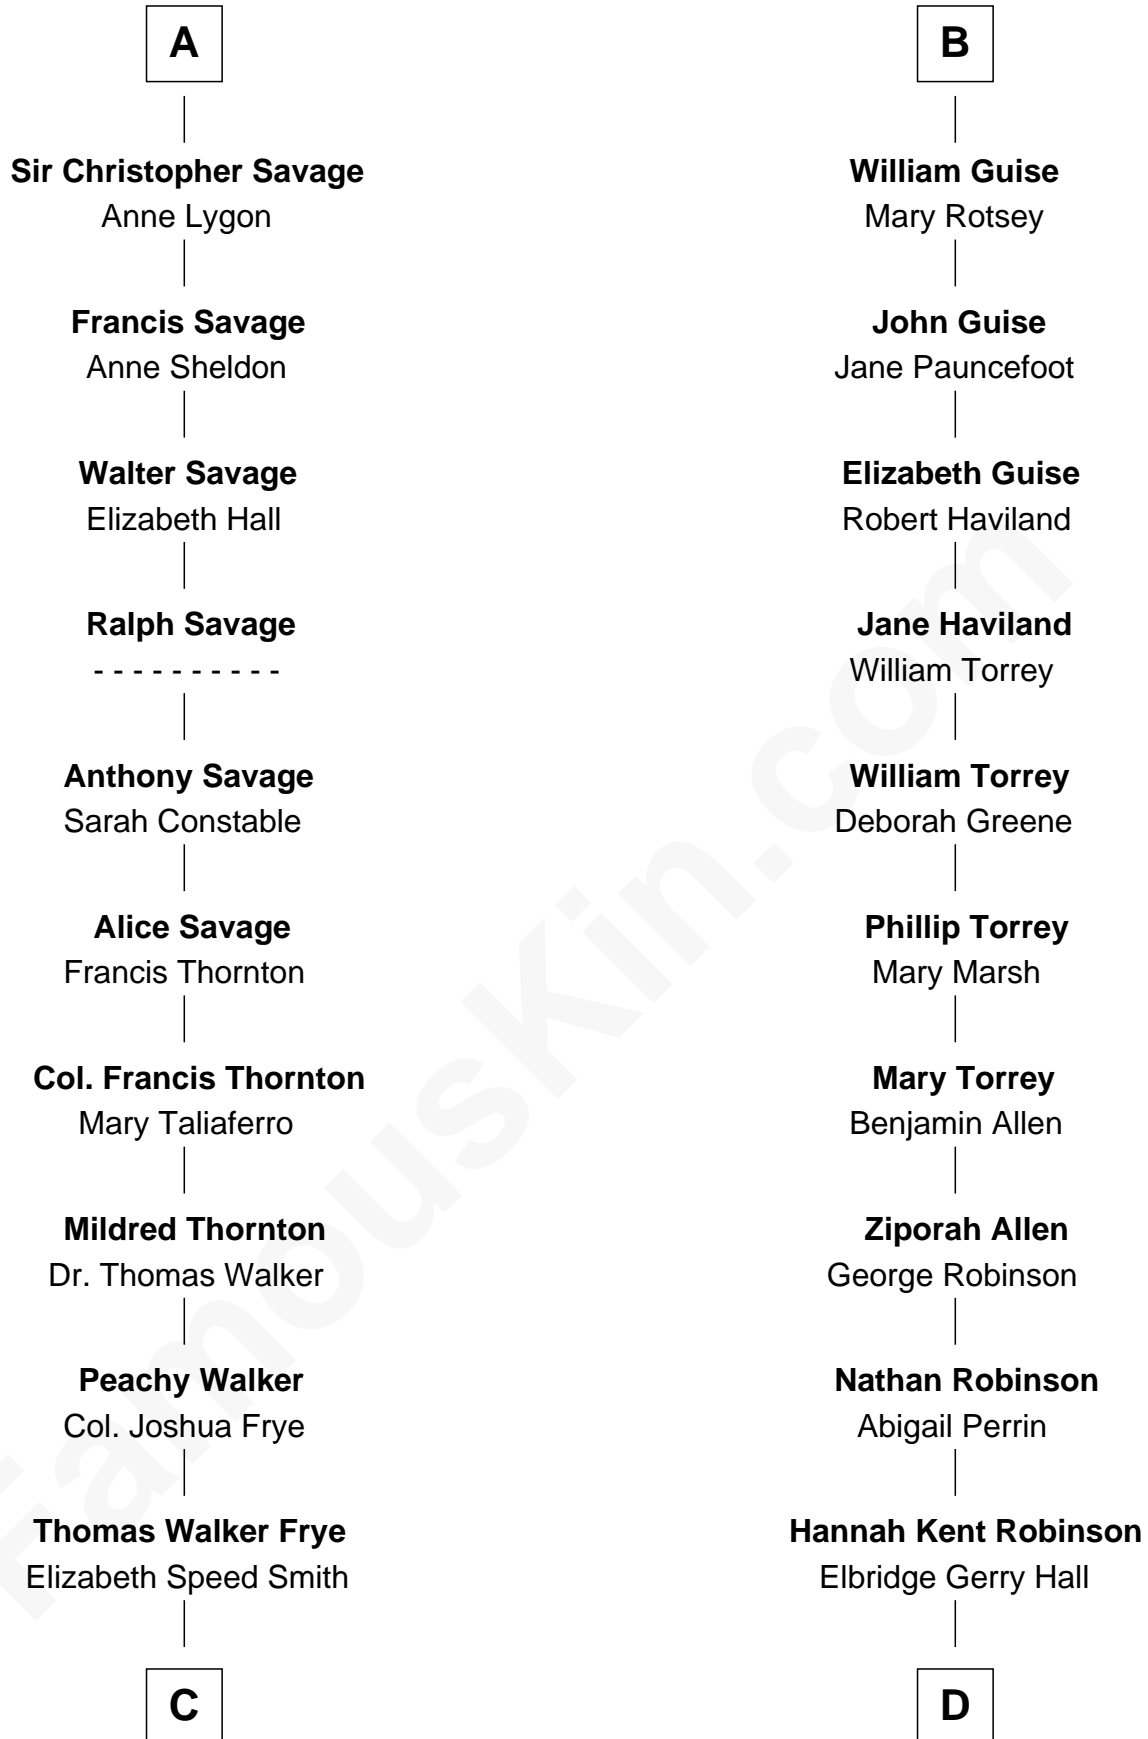 A
Sir Christopher Savage
Anne Lygon
Francis Savage
Anne Sheldon
Walter Savage
Elizabeth Hall
Ralph Savage
- - - - - - - - - -
Anthony Savage
Sarah Constable
Alice Savage
Francis Thornton
Col. Francis Thornton
Mary Taliaferro
Mildred Thornton
Dr. Thomas Walker
Peachy Walker
Col. Joshua Frye
Thomas Walker Frye
Elizabeth Speed Smith
C
B
William Guise
Mary Rotsey
John Guise
Jane Pauncefoot
Elizabeth Guise
Robert Haviland
Jane Haviland
William Torrey
William Torrey
Deborah Greene
Phillip Torrey
Mary Marsh
Mary Torrey
Benjamin Allen
Ziporah Allen
George Robinson
Nathan Robinson
Abigail Perrin
Hannah Kent Robinson
Elbridge Gerry Hall
D
FamousKin.com